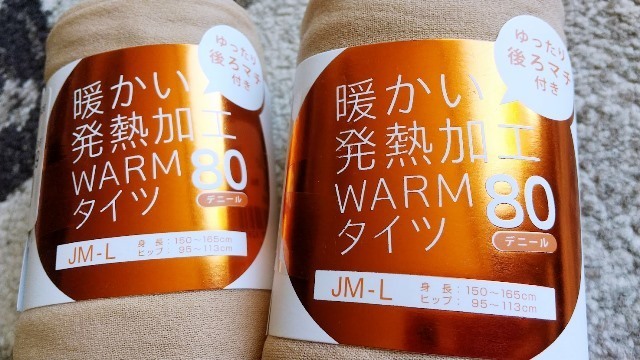 ゆったり
後ろマチ
付き
暖かい
発熱加工
WARM
タイツ
80
デニール
JM-L
身長：150～165cm
ヒップ：95～113cm
ゆったり
後ろマチ
付き
暖かい
発熱加工
WARM
タイツ
80
デニール
JM-L
身長：150～165cm
ヒップ：95～113cm